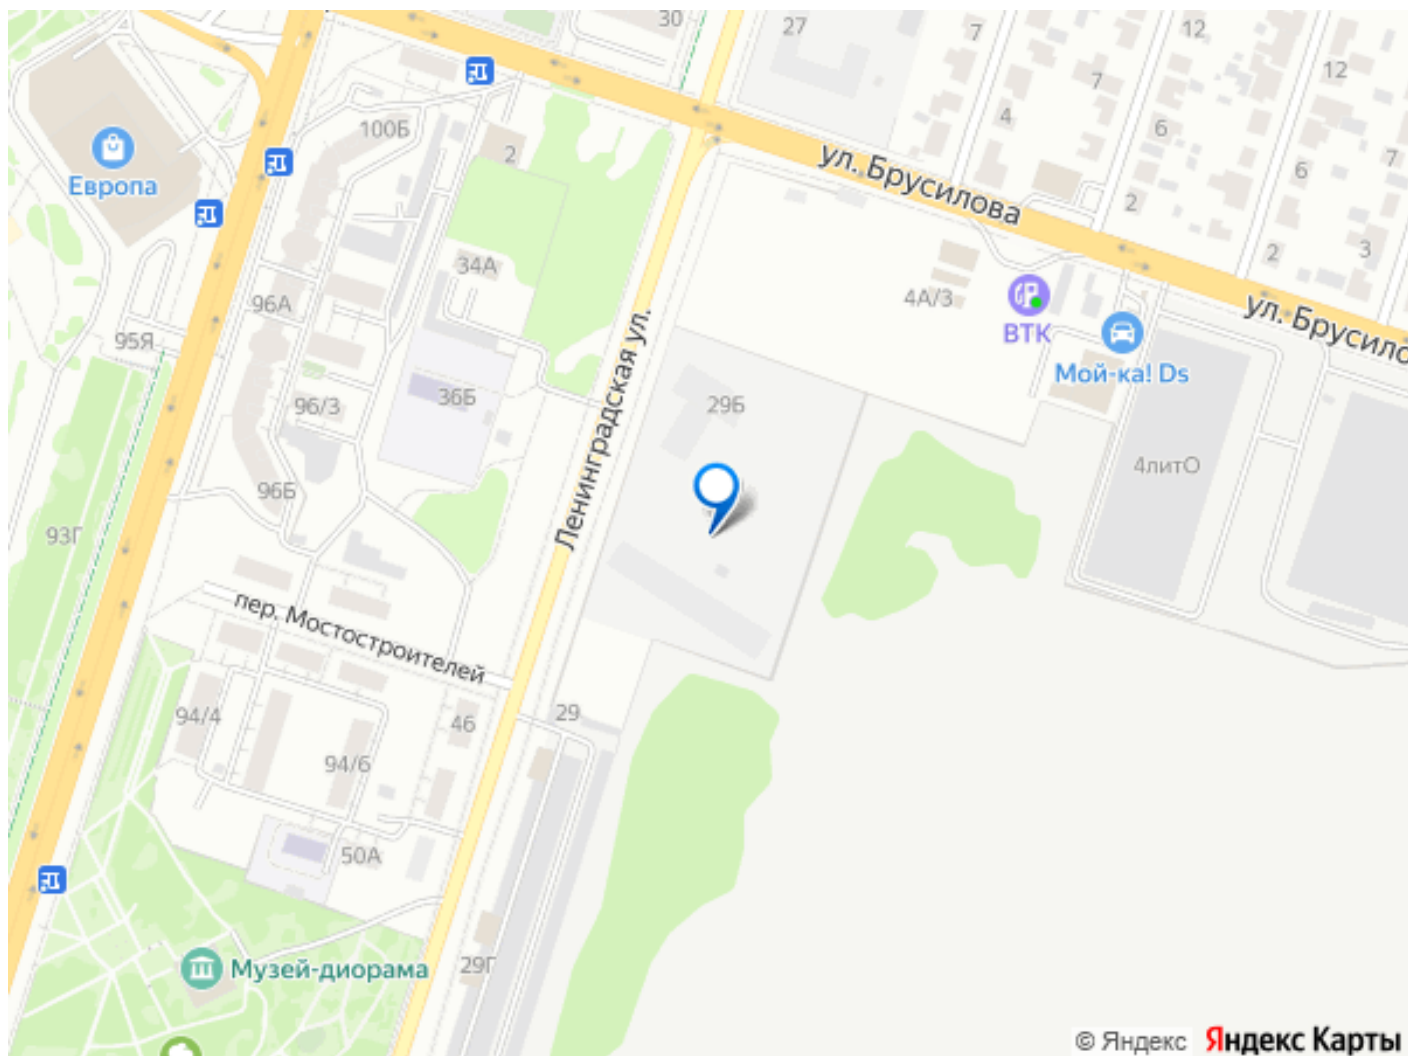 30
27
7
12
12
7
4
6
7
100Б
2
ул. Брусилова
6
2
Европа
2
3
34А
4А/3
96А
ВТК
ул. Брусило
95Я
Мой-ка! Ds
Ленинградская ул.
96/3
36Б
29Б
4литО
96Б
93Г
пер. Мостостроителей
94/4
46
29
94/6
50А
29Г
Музей-диорама
© Яндекс Яндекс Карты